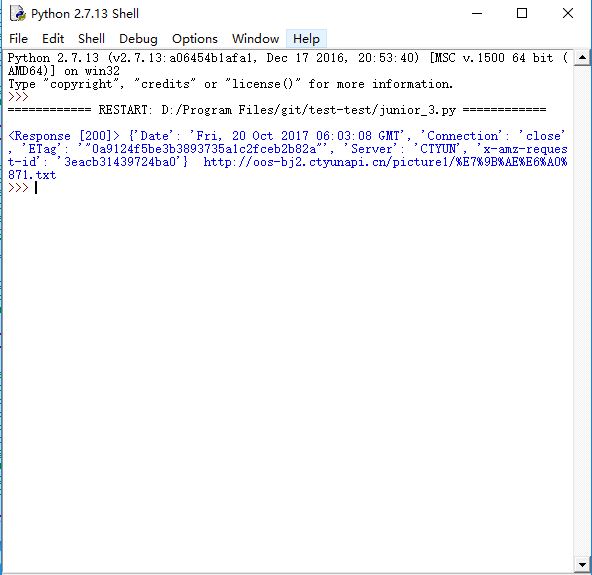 Python 2.7.13 Shell
File Edit Shell Debug Options Window Help
Python 2.7.13 (v2.7.13:a06454b1afa1, Dec 17 2016, 20:53:40) [MSC v.1500 64 bit (
AMD64)] on win32
Type "copyright", "credits" or "license()" for more information.
>>>
============ RESTART: D:/Program Files/git/test-test/junior_3.py ============
<Response [200]> {'Date': 'Fri, 20 Oct 2017 06:03:08 GMT', 'Connection': 'close'
, 'ETag': '"0a9124f5be3b3893735a1c2fceb2b82a"', 'Server': 'CTYUN', 'x-amz-reques
t-id': '3eacb31439724ba0'}  http://oos-bj2.ctyunapi.cn/picture1/%E7%9B%AE%E6%A0%
871.txt
>>>